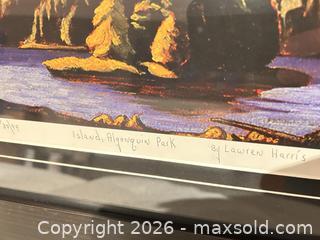 Island, Algonquin Park
By Lawren Harris
Copyright © 2026 - maxsold.com